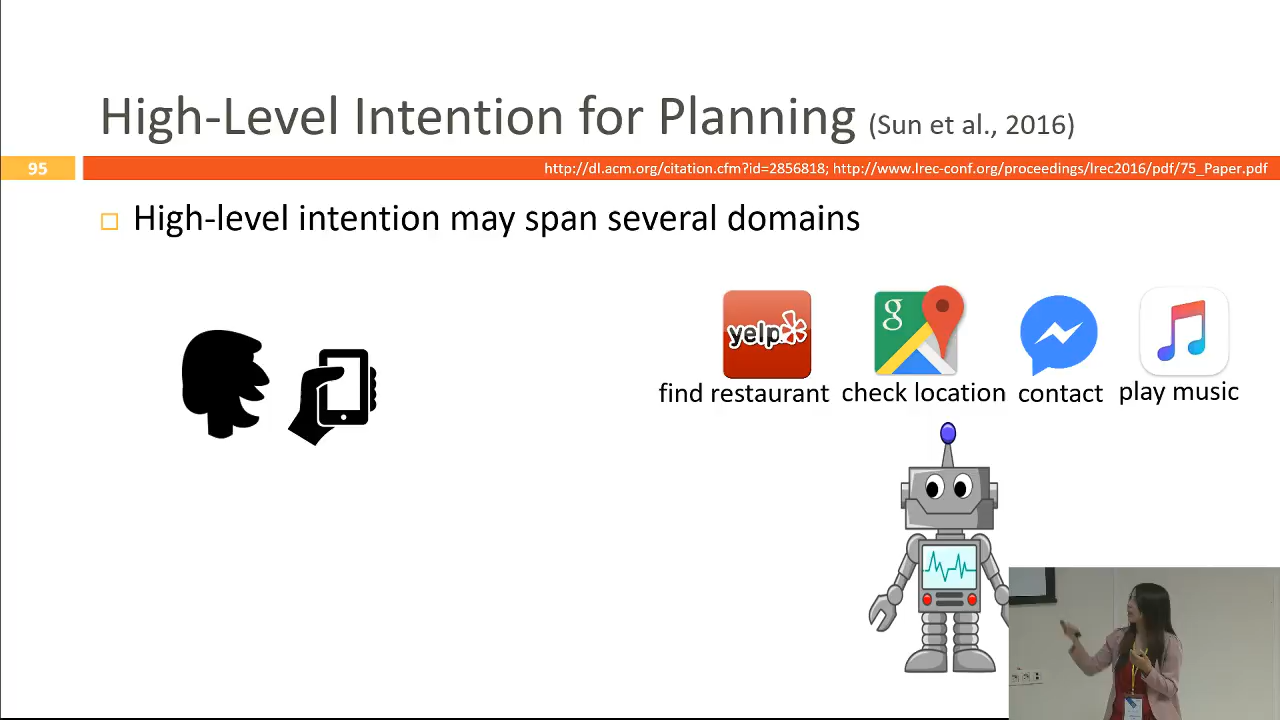 High-Level Intention for Planning (Sun et al., 2016)
95
http://dl.acm.org/citation.cfm?id=2856818; http://www.lrec-conf.org/proceedings/lrec2016/pdf/75_Paper.pdf
High-level intention may span several domains
yelp
g
find restaurant check location contact play music